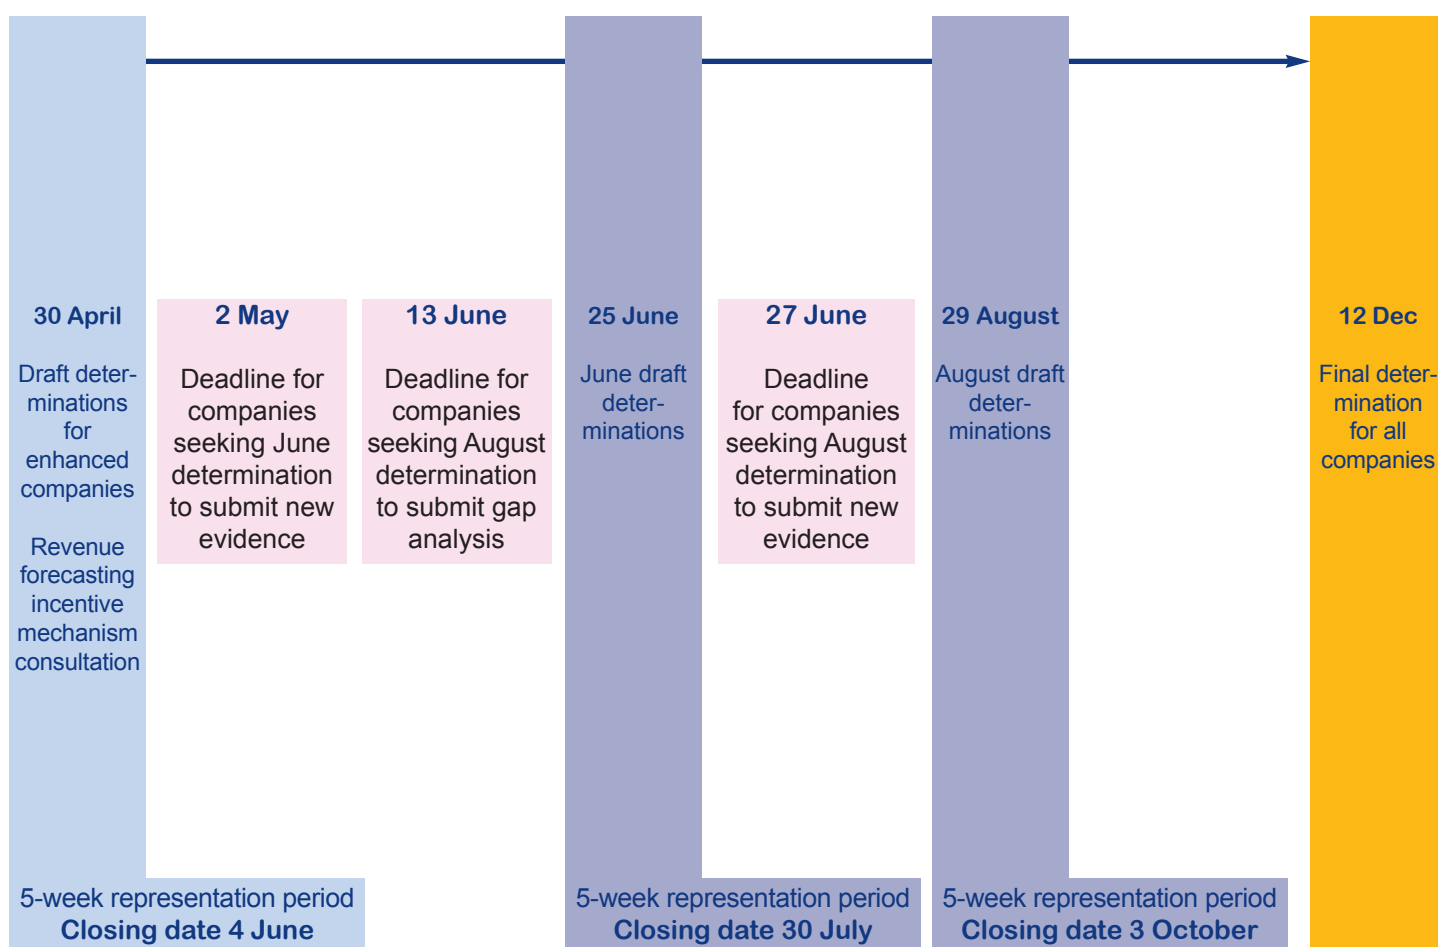 30 April
Draft deter-
minations
for
enhanced
companies
Revenue
forecasting
incentive
mechanism
consultation
2 May
Deadline for
companies
seeking June
determination
to submit new
evidence
13 June
Deadline for
companies
seeking August
determination
to submit gap
analysis
25 June
June draft
deter-
minations
27 June
Deadline
for companies
seeking August
determination
to submit new
evidence
29 August
August draft
deter-
minations
12 Dec
Final deter-
mination
for all
companies
5-week representation period
Closing date 4 June
5-week representation period
Closing date 30 July
5-week representation period
Closing date 3 October